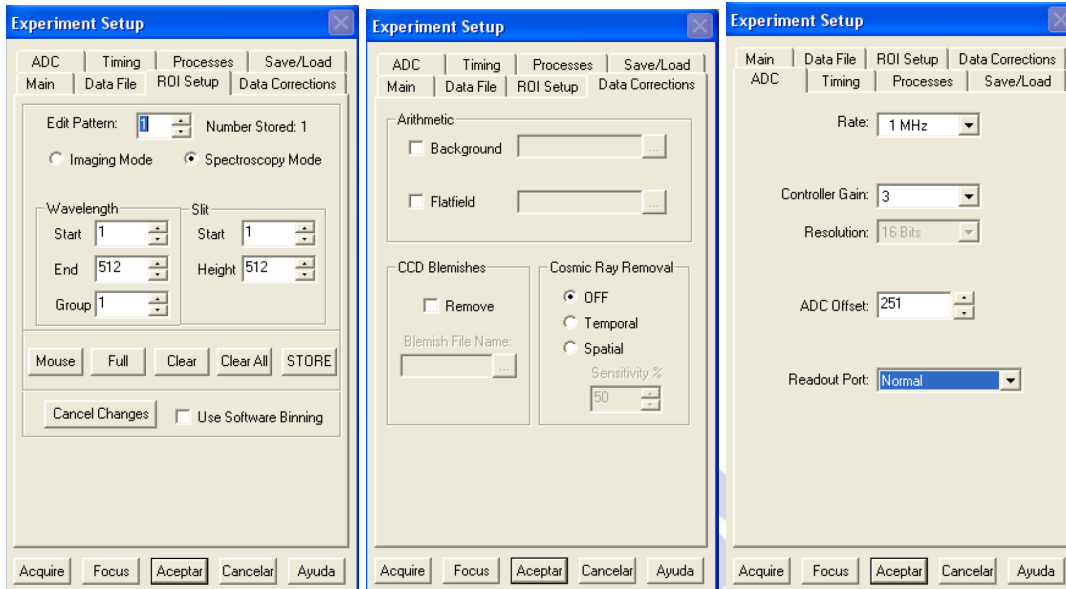 Experiment Setup
ADC Timing Processes Save/Load
Main Data File ROI Setup Data Corrections
Edit Pattern: 1 Number Stored: 1
Imaging Mode Spectroscopy Mode
Wavelength Slit
Start 1 Start 1
End 512 Height 512
Group 1
Mouse Full Clear Clear All STORE
Cancel Changes Use Software Binning
Acquire Focus Aceptar Cancelar Ayuda
Experiment Setup
ADC Timing Processes Save/Load
Main Data File ROI Setup Data Corrections
Arithmetic
Background ...
Flatfield ...
CCD Blemishes Cosmic Ray Removal
OFF
Remove
Temporal
Blemish File Name: Spatial
... Sensitivity %
50
Acquire Focus Aceptar Cancelar Ayuda
Experiment Setup
Main Data File ROI Setup Data Corrections
ADC Timing Processes Save/Load
Rate: 1 MHz
Controller Gain: 3
Resolution: 16 Bits
ADC Offset: 251
Readout Port: Normal
Acquire Focus Aceptar Cancelar Ayuda